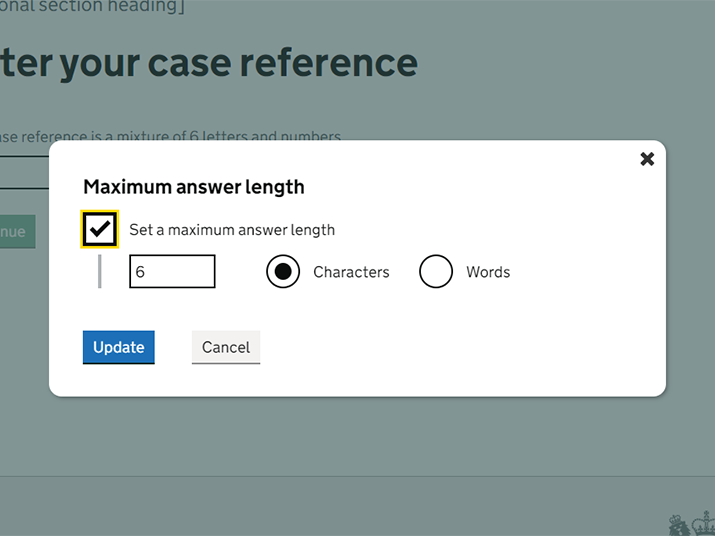 onal section heading]
ter your case reference
ase reference is a mixture of 6 letters and numbers
Maximum answer length
Set a maximum answer length
6 Characters Words
nue
Update Cancel